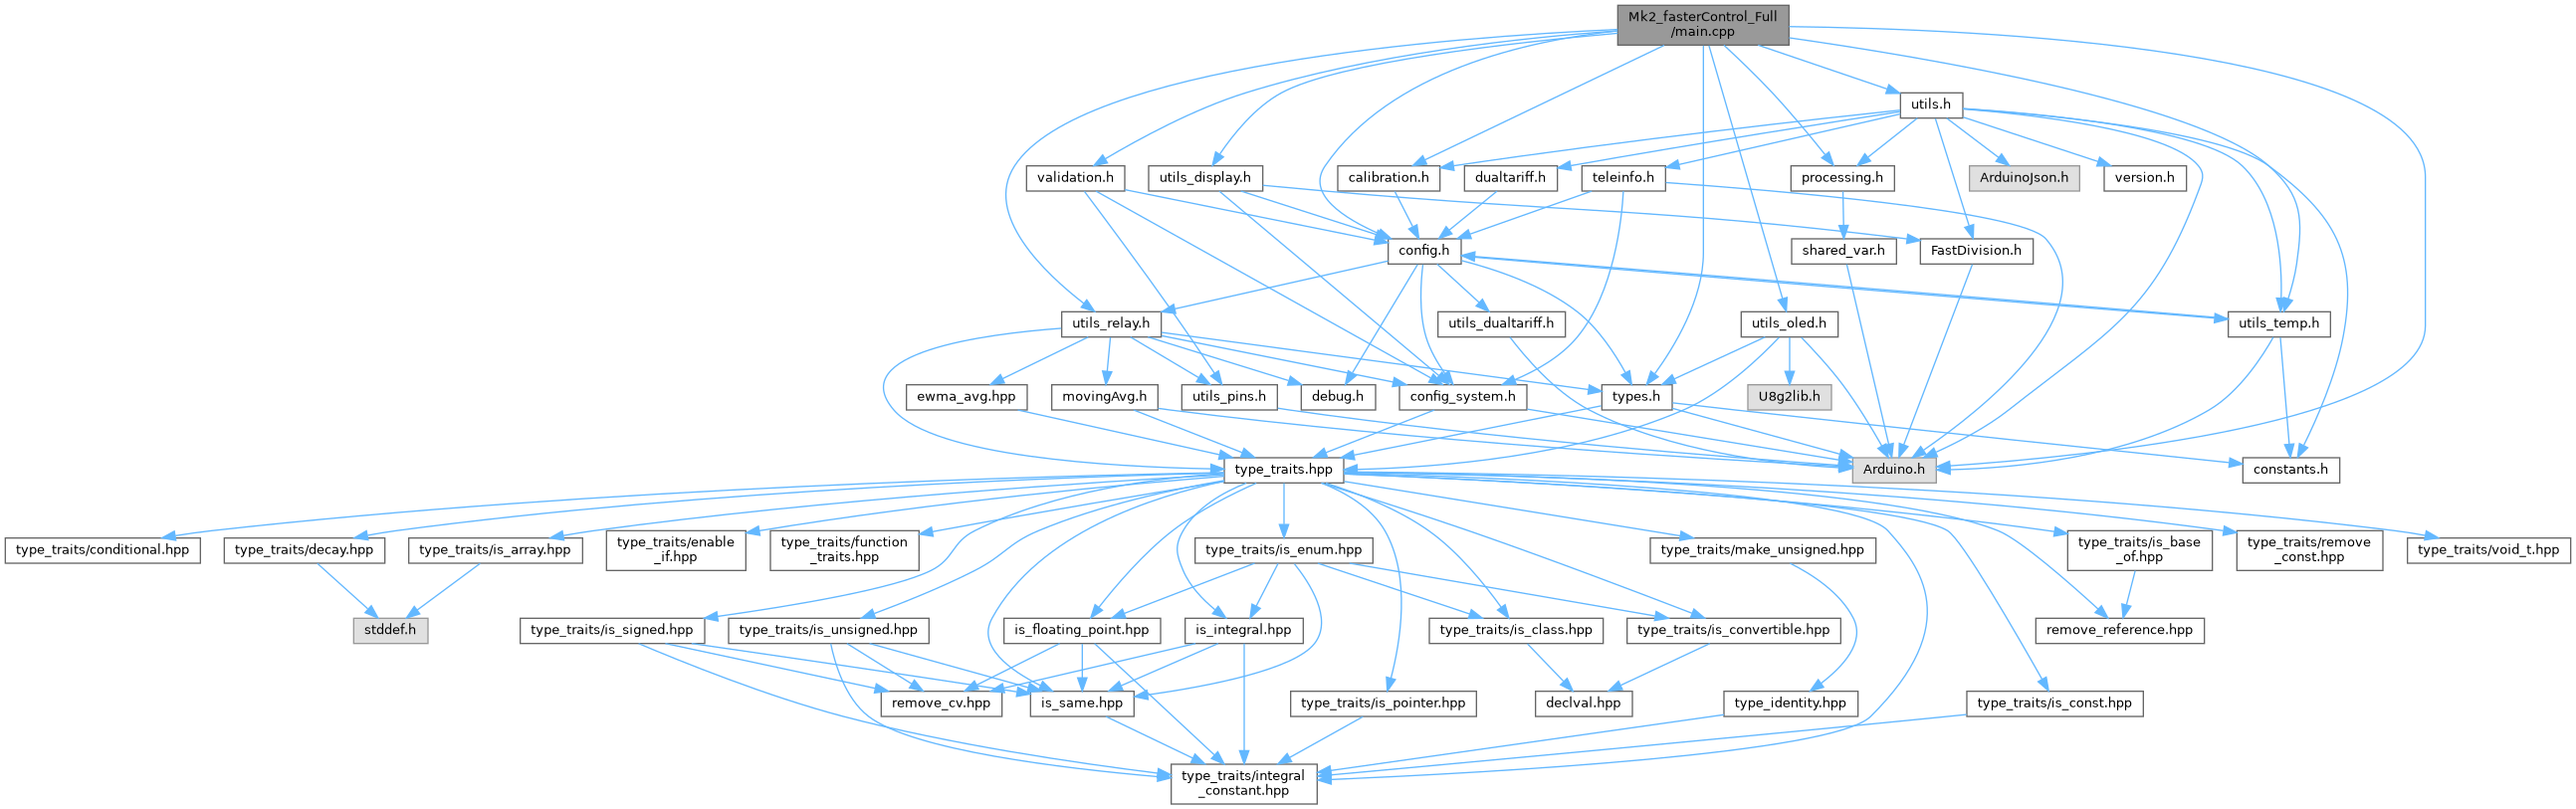 Mk2_fasterControl_Full
/main.cpp
utils.h
validation.h
utils_display.h
calibration.h
dualtariff.h
teleinfo.h
processing.h
ArduinoJson.h
version.h
config.h
shared_var.h
FastDivision.h
utils_relay.h
utils_dualtariff.h
utils_oled.h
utils_temp.h
ewma_avg.hpp
movingAvg.h
utils_pins.h
debug.h
config_system.h
types.h
U8g2lib.h
type_traits.hpp
Arduino.h
constants.h
type_traits/conditional.hpp
type_traits/decay.hpp
type_traits/is_array.hpp
type_traits/enable
_if.hpp
type_traits/function
_traits.hpp
type_traits/is_enum.hpp
type_traits/make_unsigned.hpp
type_traits/is_base
_of.hpp
type_traits/remove
_const.hpp
type_traits/void_t.hpp
stddef.h
type_traits/is_signed.hpp
type_traits/is_unsigned.hpp
is_floating_point.hpp
is_integral.hpp
type_traits/is_class.hpp
type_traits/is_convertible.hpp
remove_reference.hpp
remove_cv.hpp
is_same.hpp
type_traits/is_pointer.hpp
declval.hpp
type_identity.hpp
type_traits/is_const.hpp
type_traits/integral
_constant.hpp